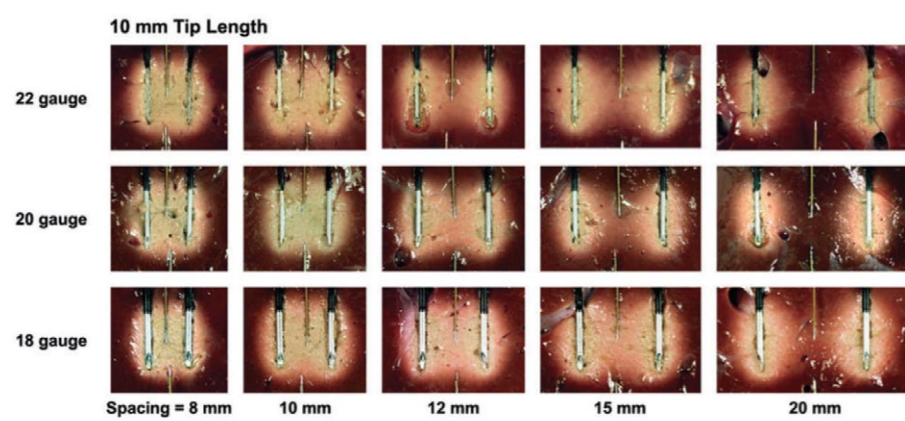 10 mm Tip Length
22 gauge
20 gauge
18 gauge
Spacing = 8 mm 10 mm 12 mm 15 mm 20 mm